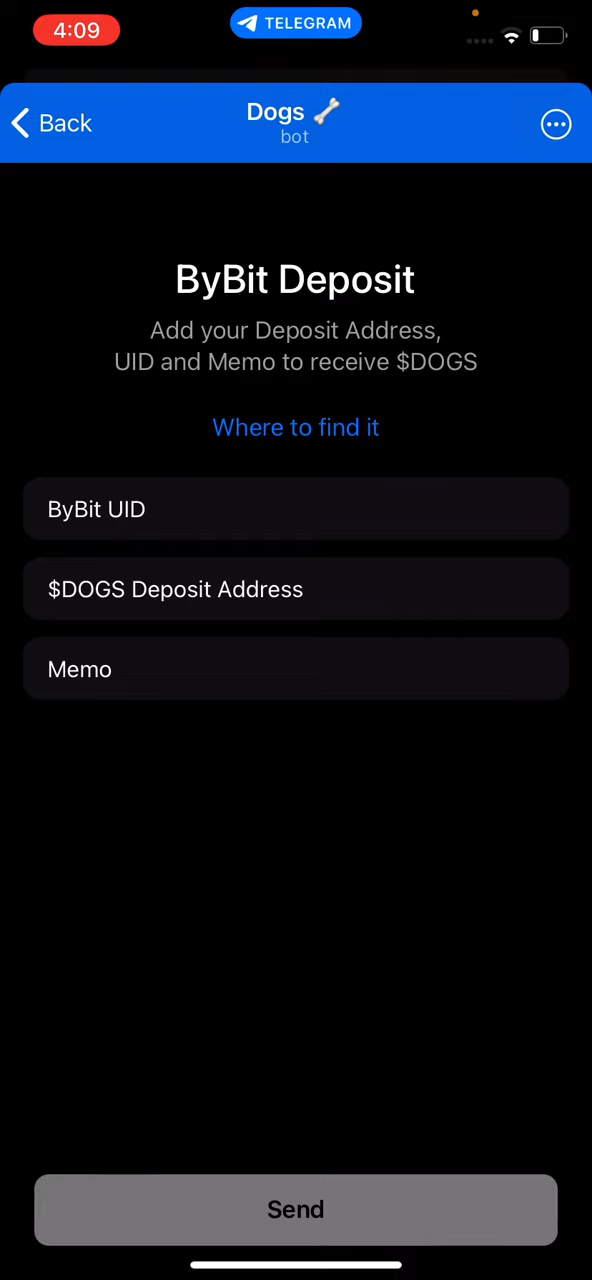 4:09
TELEGRAM
Back
Dogs 🦴
bot
ByBit Deposit
Add your Deposit Address,
UID and Memo to receive $DOGS
Where to find it
ByBit UID
$DOGS Deposit Address
Memo
Send